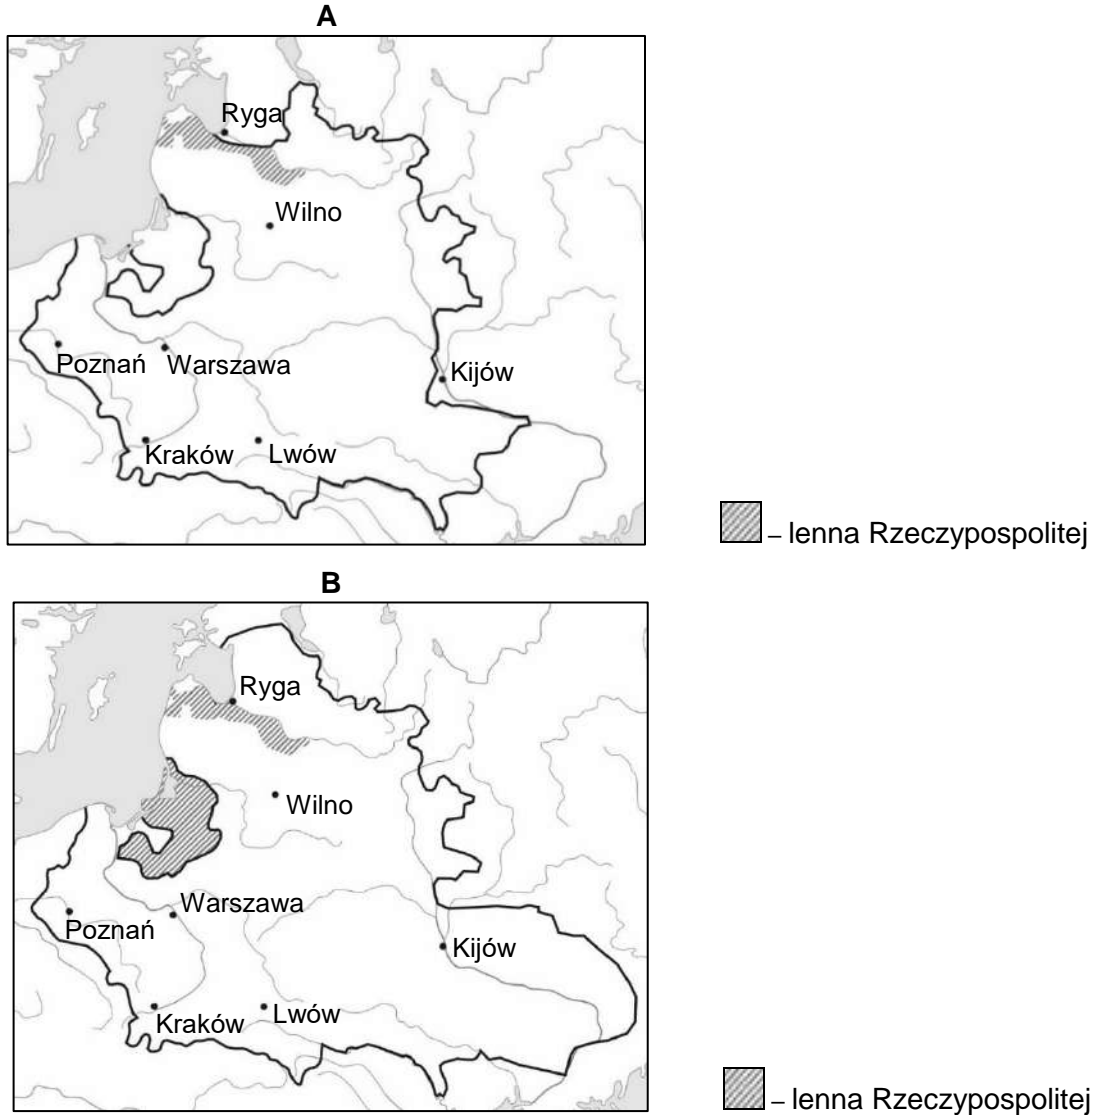 A
Ryga
Wilno
Poznań
Warszawa
Kijów
Kraków
Lwów
– lenna Rzeczypospolitej
B
Ryga
Wilno
Warszawa
Poznań
Kijów
Kraków
Lwów
– lenna Rzeczypospolitej